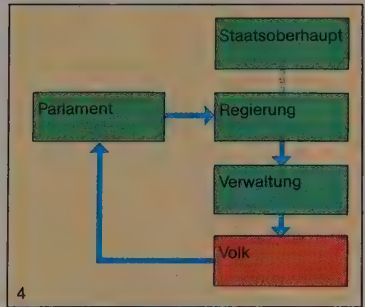 Staatsoberhaupt
Parlament
Regierung
Verwaltung
Volk
4